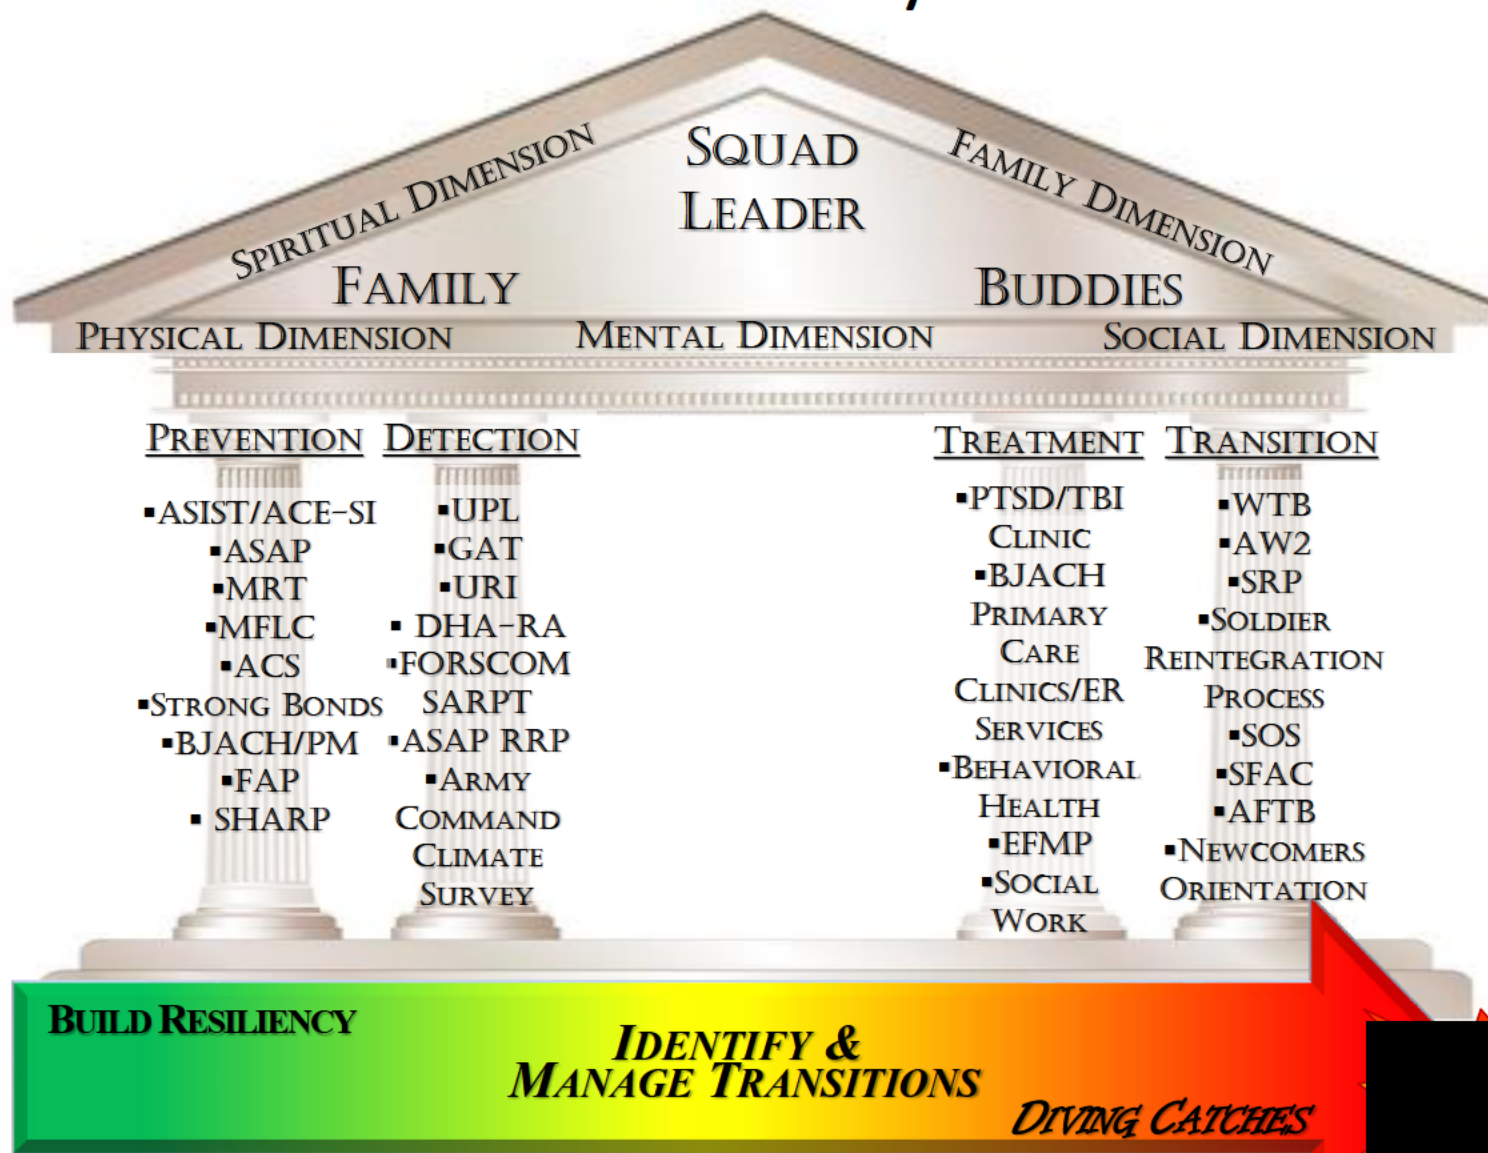 SPIRITUAL DIMENSION
FAMILY DIMENSION
SQUAD
LEADER
FAMILY
BUDDIES
PHYSICAL DIMENSION
MENTAL DIMENSION
SOCIAL DIMENSION
PREVENTION
▪ASIST/ACE-SI
▪ASAP
▪MRT
▪MFLC
▪ACS
▪STRONG BONDS
▪BJACH/PM
▪FAP
▪ SHARP
DETECTION
▪UPL
▪GAT
▪URI
▪ DHA-RA
▪FORSCOM
SARPT
▪ASAP RRP
▪ARMY
COMMAND
CLIMATE
SURVEY
TREATMENT
▪PTSD/TBI
CLINIC
▪BJACH
PRIMARY
CARE
CLINICS/ER
SERVICES
▪BEHAVIORAL
HEALTH
▪EFMP
▪SOCIAL
WORK
TRANSITION
▪WTB
▪AW2
▪SRP
▪SOLDIER
REINTEGRATION
PROCESS
▪SOS
▪SFAC
▪AFTB
▪NEWCOMERS
ORIENTATION
BUILD RESILIENCY
IDENTIFY &
MANAGE TRANSITIONS
DIVING CATCHES